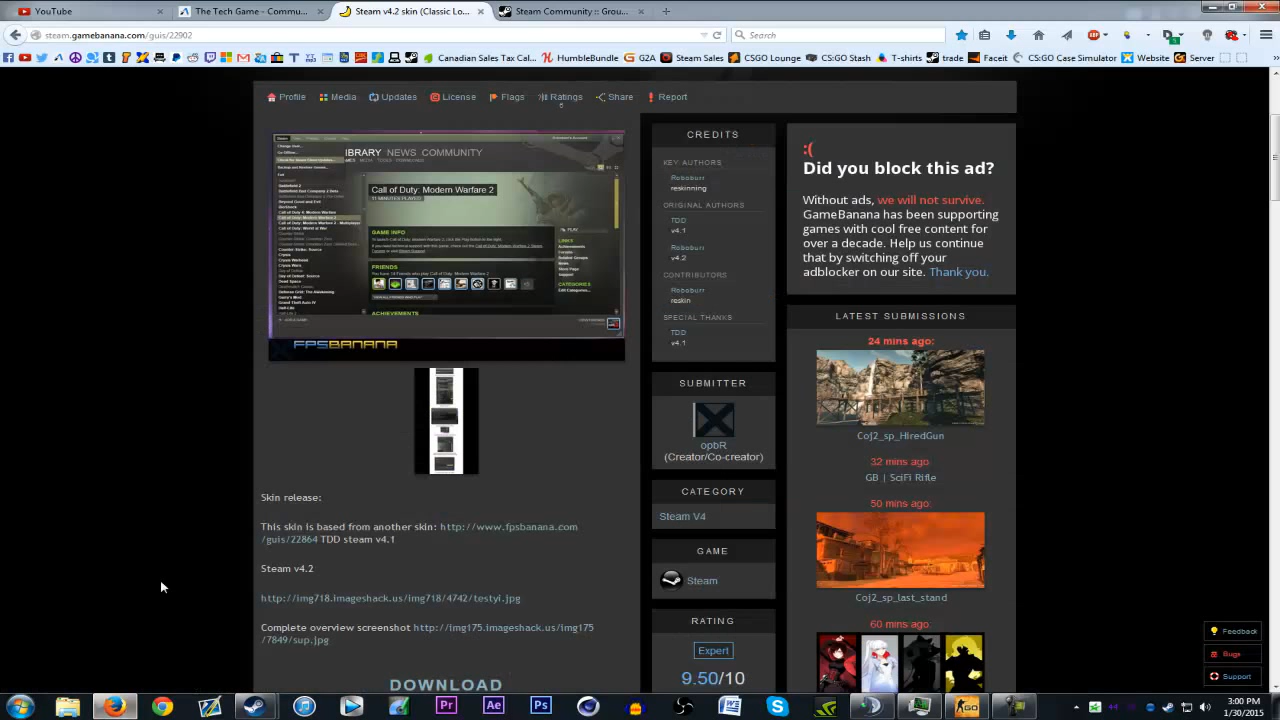 YouTube
The Tech Game - Commu...
Steam v4.2 skin (Classic Lo...
Steam Community :: Grou...
steam.gamebanana.com/guis/22902
Search
Canadian Sales Tax Cal...
HumbleBundle
G2A
Steam Sales
CSGO Lounge
CS:GO Stash
T-shirts
trade
Faceit
CS:GO Case Simulator
Website
Server
Profile
Media
Updates
License
Flags
Ratings
Share
Report
IBRARY NEWS COMMUNITY
Call of Duty: Modern Warfare 2
11 MINUTES PLAYED
PLAY
GAME INFO
FRIENDS
LINKS
CATEGORIES
ACHIEVEMENTS
FPSBANANA
Skin release:
This skin is based from another skin: http://www.fpsbanana.com
/guis/22864 TDD steam v4.1
Steam v4.2
http://img718.imageshack.us/img718/4742/testyi.jpg
Complete overview screenshot http://img175.imageshack.us/img175
/7849/sup.jpg
DOWNLOAD
CREDITS
KEY AUTHORS
Roboburr
reskinning
ORIGINAL AUTHORS
TDD
v4.1
Roboburr
v4.2
CONTRIBUTORS
Roboburr
reskin
SPECIAL THANKS
TDD
v4.1
SUBMITTER
opbR
(Creator/Co-creator)
CATEGORY
Steam V4
GAME
Steam
RATING
Expert
9.50/10
:(
Did you block this ad?
Without ads, we will not survive.
GameBanana has been supporting
gamers with cool free content for
over a decade. Help us continue
that by switching off your
adblocker on our site. Thank you.
LATEST SUBMISSIONS
24 mins ago:
Coj2_sp_HiredGun
32 mins ago:
GB | SciFi Rifle
50 mins ago:
Coj2_sp_last_stand
60 mins ago:
Feedback
Bugs
Support
Pr
Ae
Ps
3:00 PM
1/30/2015